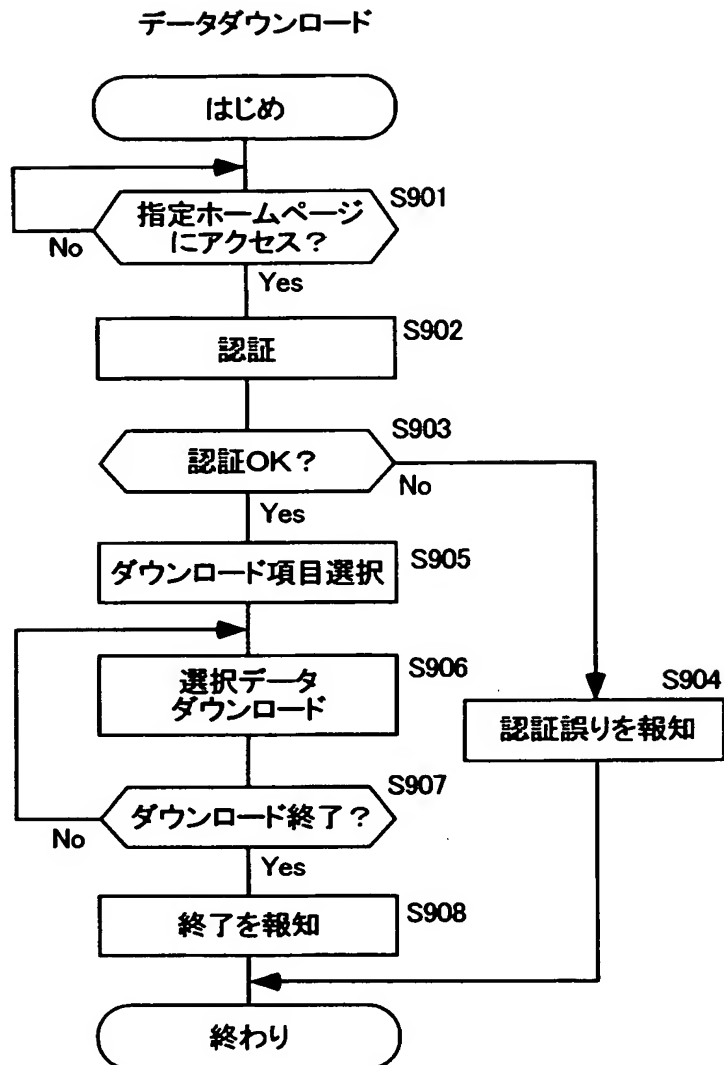 データダウンロード
はじめ
S901
指定ホームページ
にアクセス？
No
Yes
S902
認証
S903
認証OK？
No
Yes
S905
ダウンロード項目選択
S906
選択データ
ダウンロード
S904
認証誤りを報知
S907
ダウンロード終了？
No
Yes
S908
終了を報知
終わり